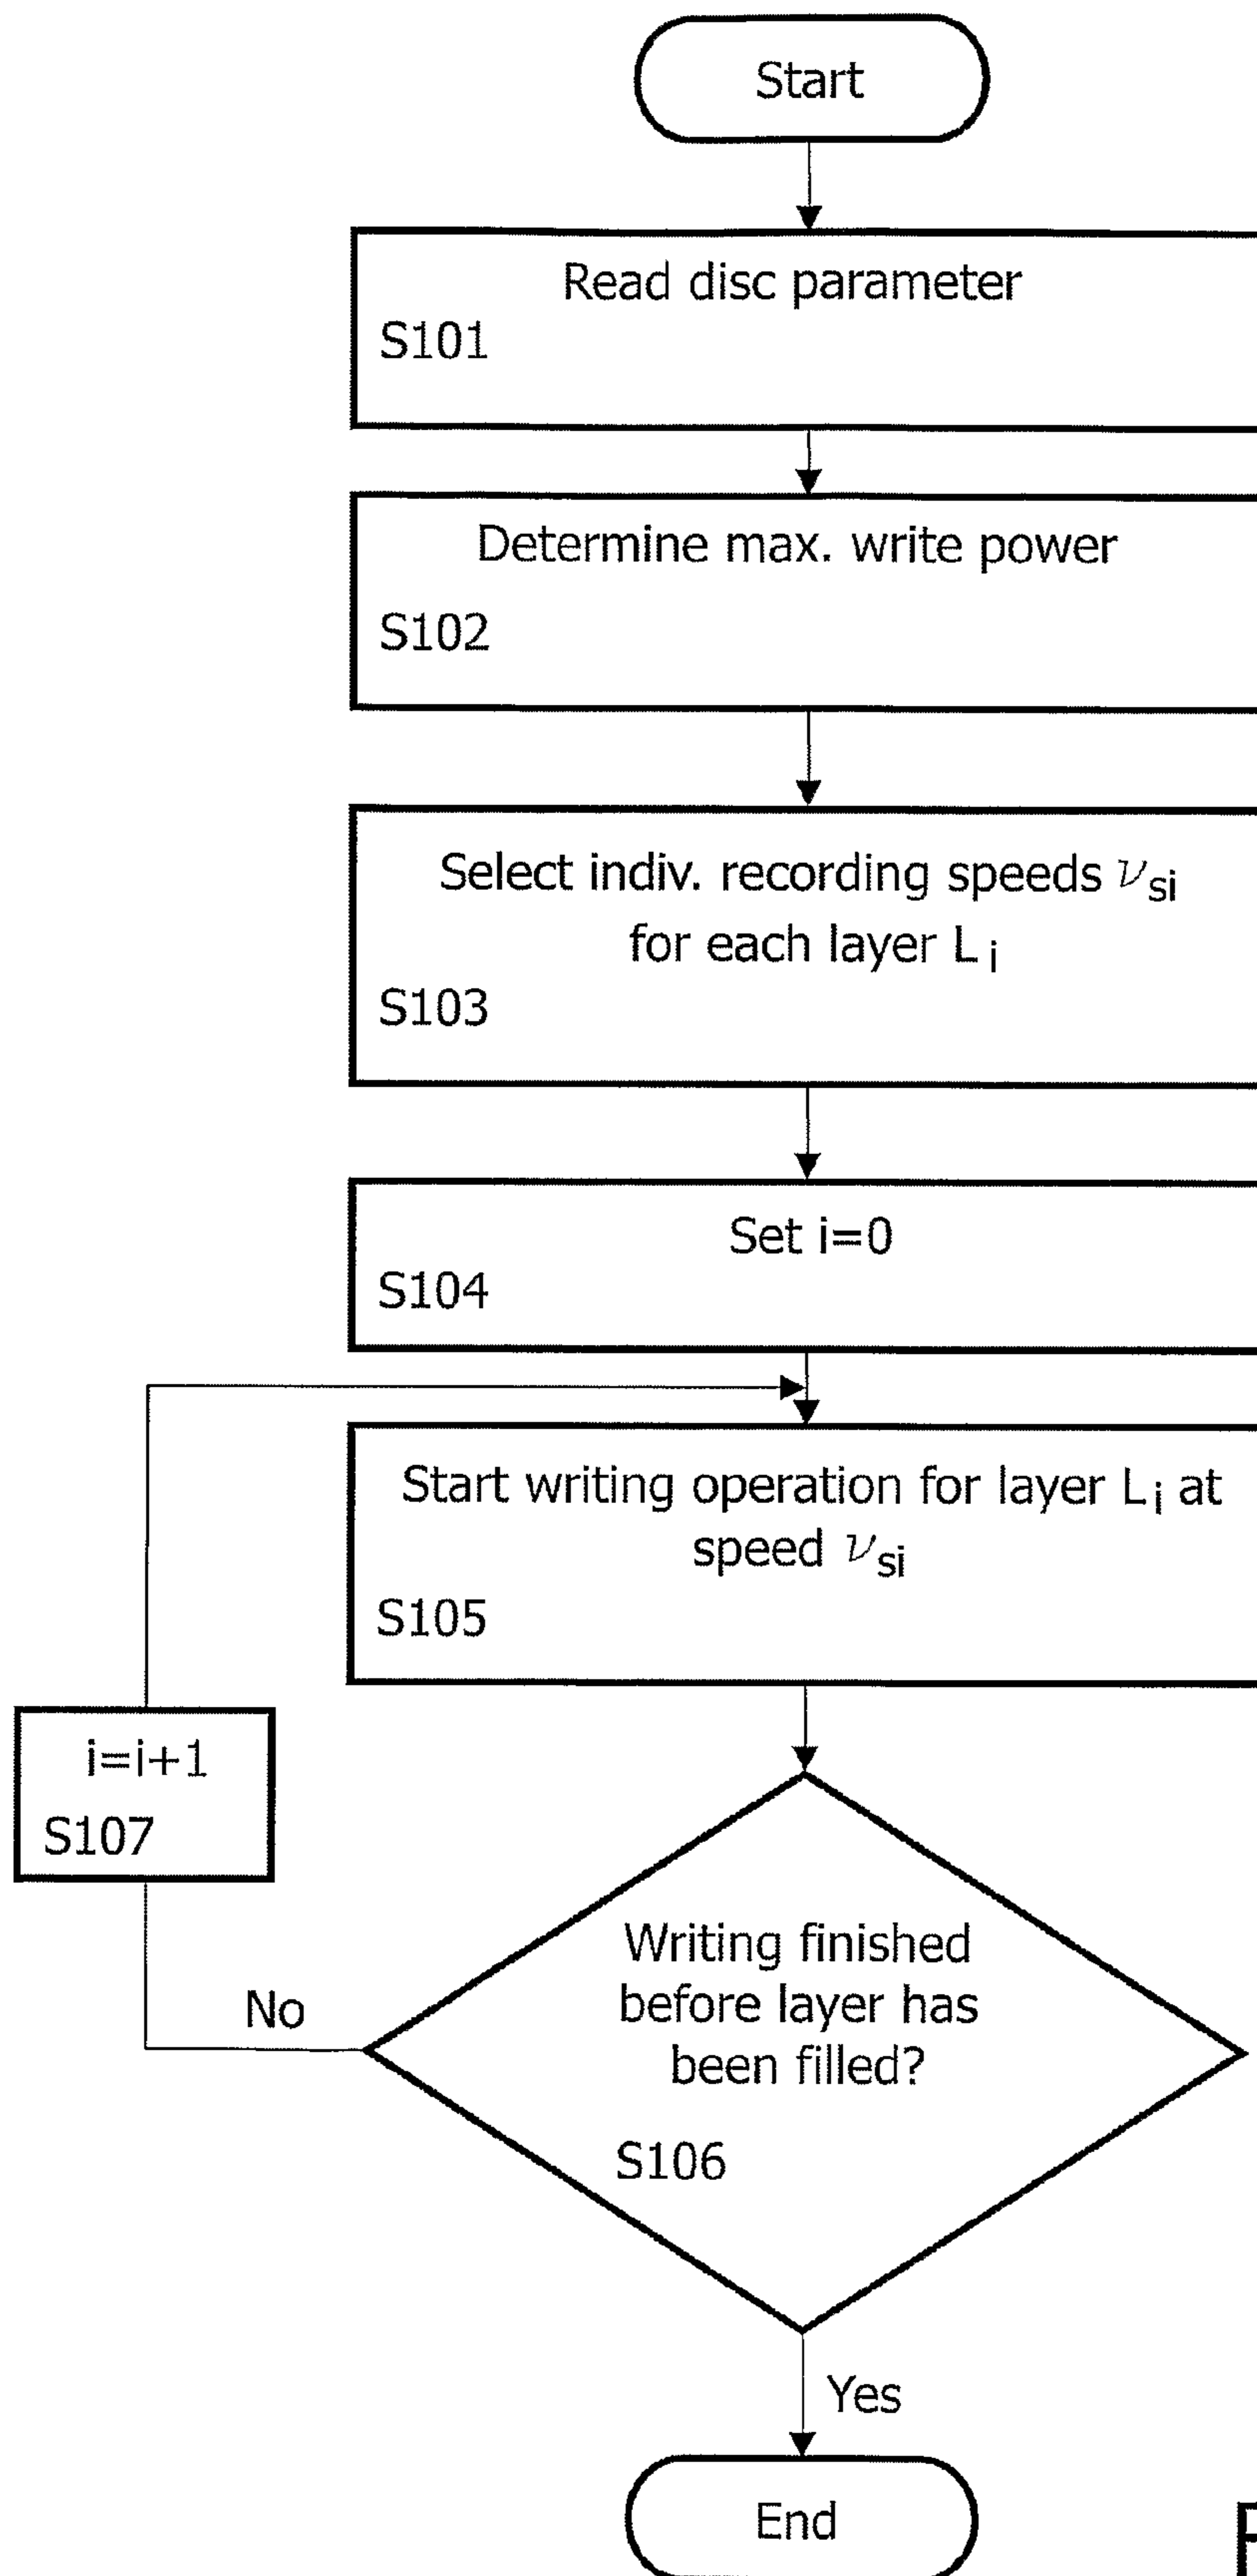 Start
Read disc parameter
S101
Determine max. write power
S102
Select indiv. recording speeds νsi
for each layer Li
S103
Set i=0
S104
Start writing operation for layer Li at
speed νsi
S105
i=i+1
S107
No
Writing finished
before layer has
been filled?
S106
Yes
End